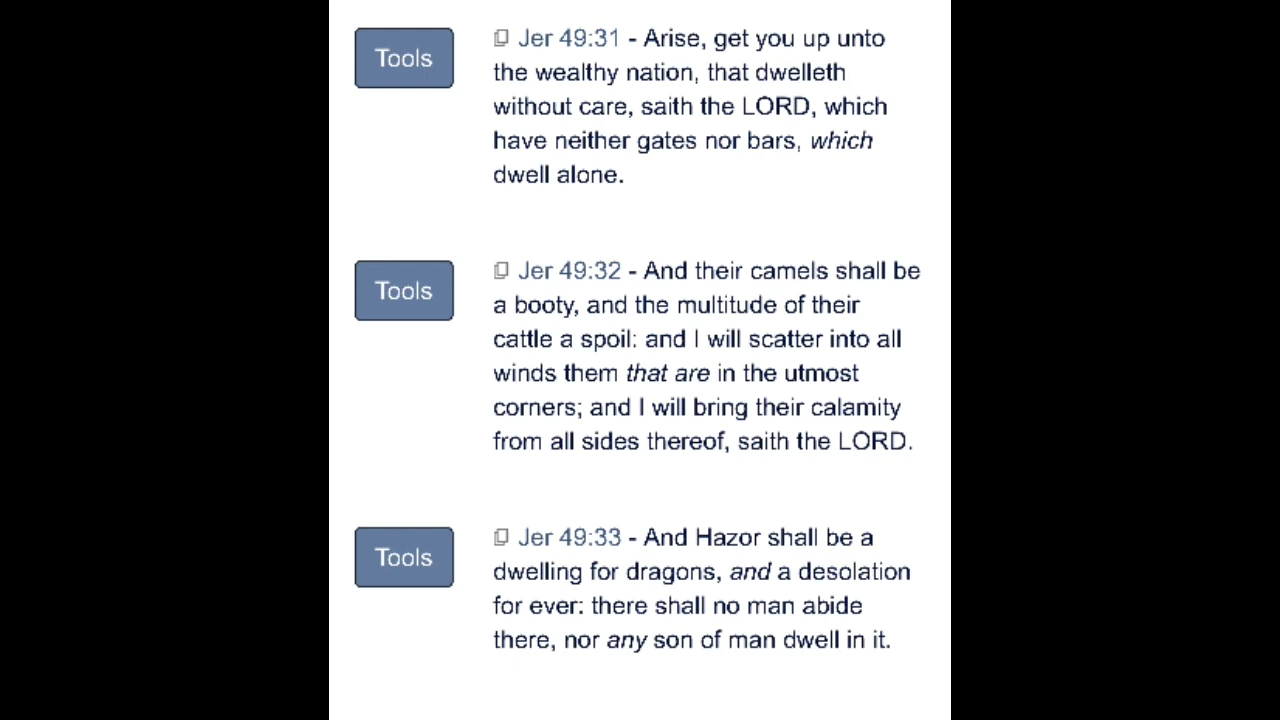 Tools
Jer 49:31 - Arise, get you up unto
the wealthy nation, that dwelleth
without care, saith the LORD, which
have neither gates nor bars, which
dwell alone.
Tools
Jer 49:32 - And their camels shall be
a booty, and the multitude of their
cattle a spoil: and I will scatter into all
winds them that are in the utmost
corners; and I will bring their calamity
from all sides thereof, saith the LORD.
Tools
Jer 49:33 - And Hazor shall be a
dwelling for dragons, and a desolation
for ever: there shall no man abide
there, nor any son of man dwell in it.